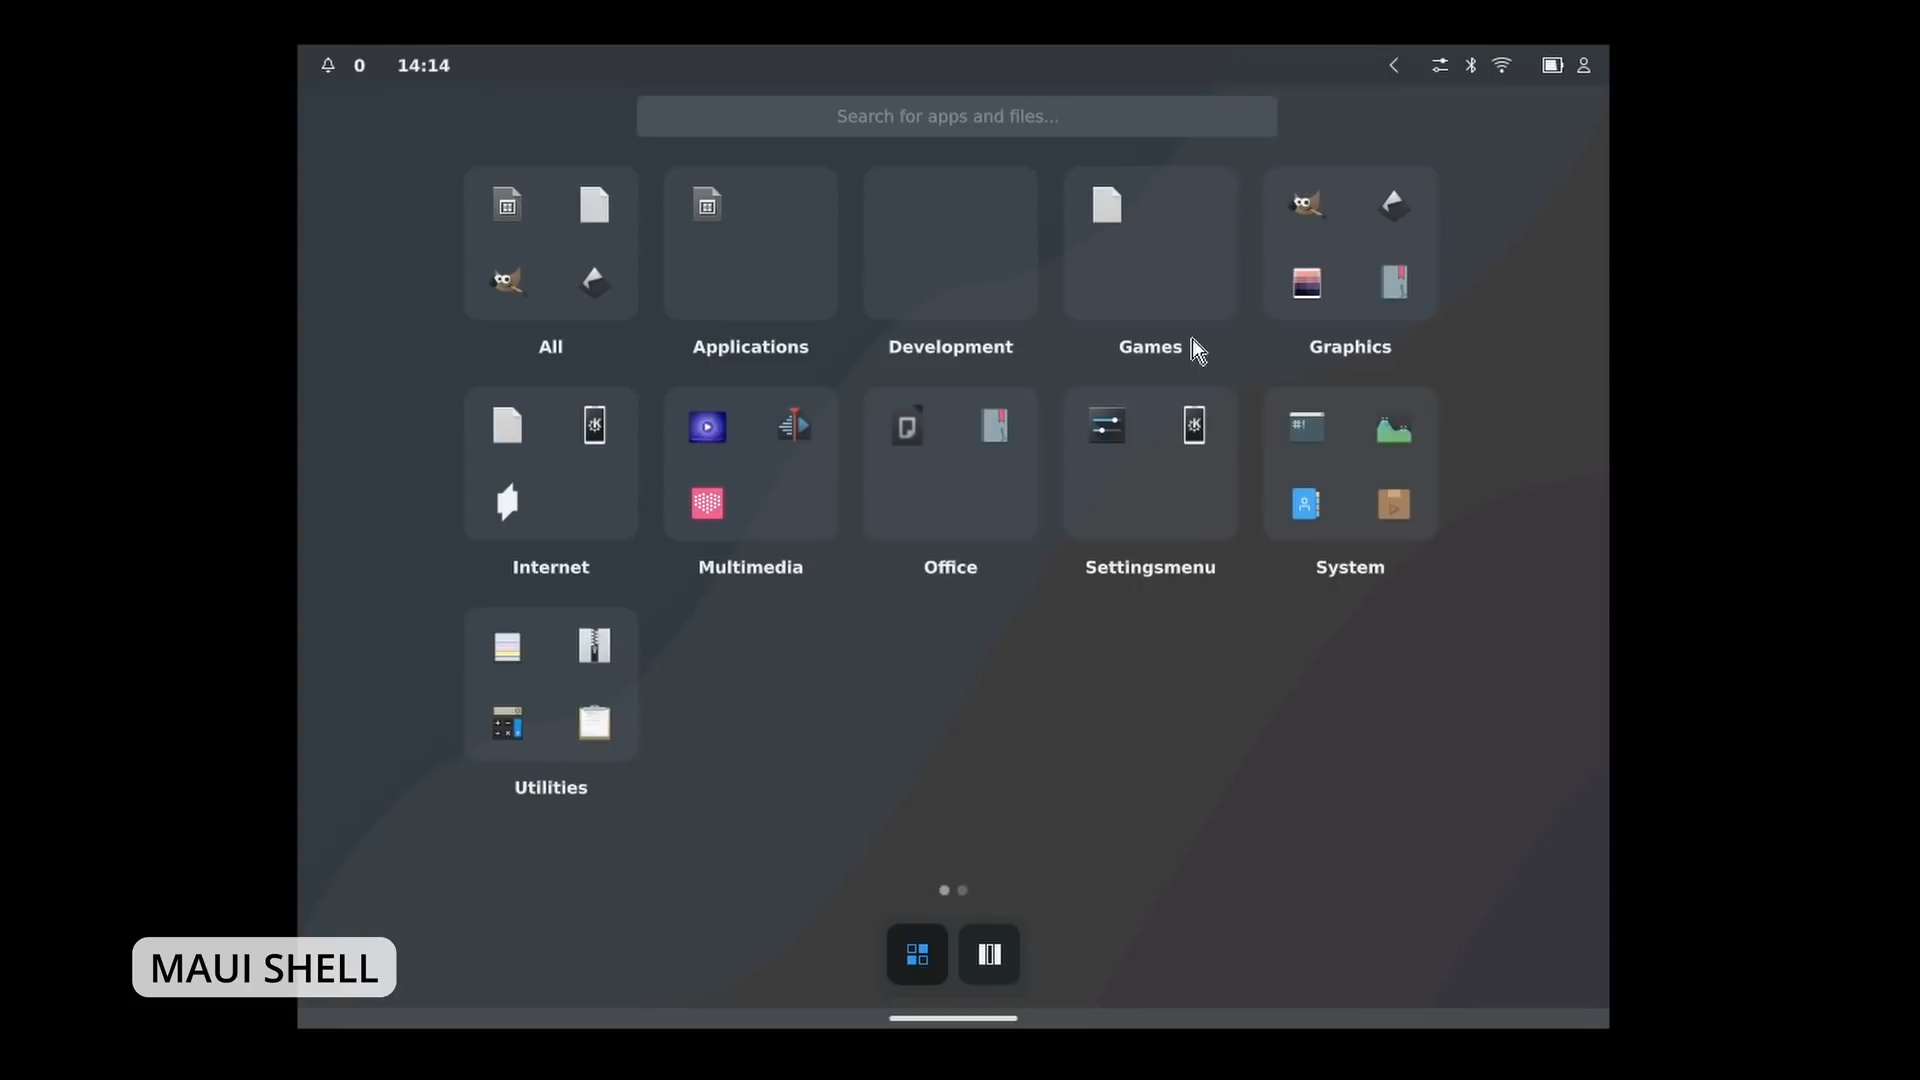 0 14:14
Search for apps and files...
All Applications Development Games Graphics
#!
Internet Multimedia Office Settingsmenu System
Utilities
MAUI SHELL